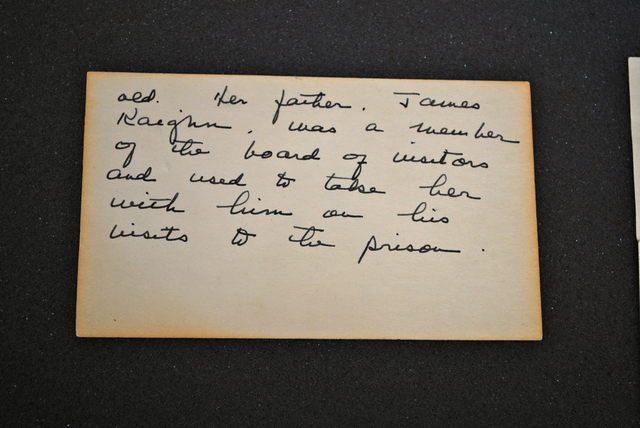 old. Her father, James
Kaighn, was a member
of the board of visitors
and used to take her
with him on his
visits to the prison.